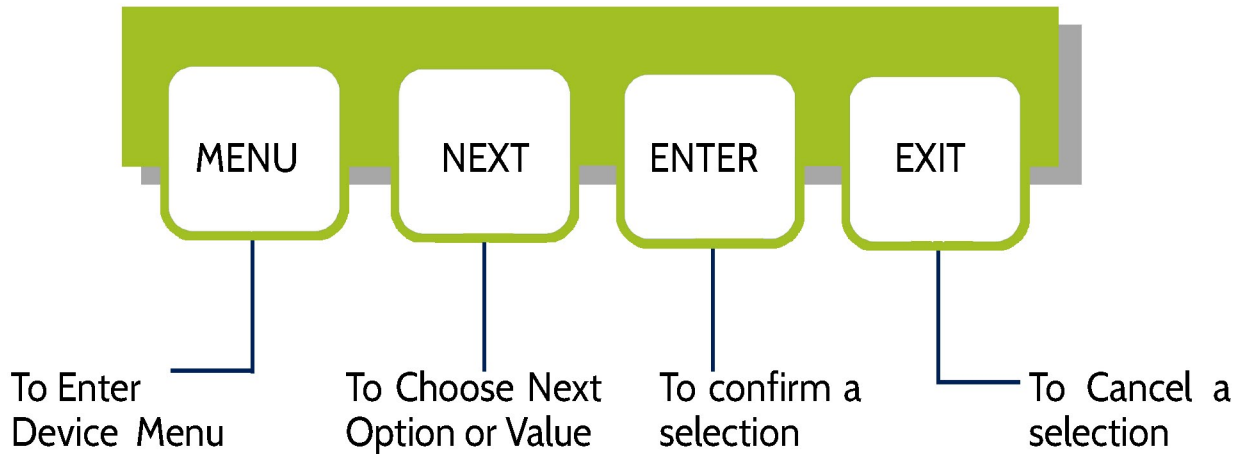 MENU
NEXT
ENTER
EXIT
To Enter
Device Menu
To Choose Next
Option or Value
To confirm a
selection
To Cancel a
selection